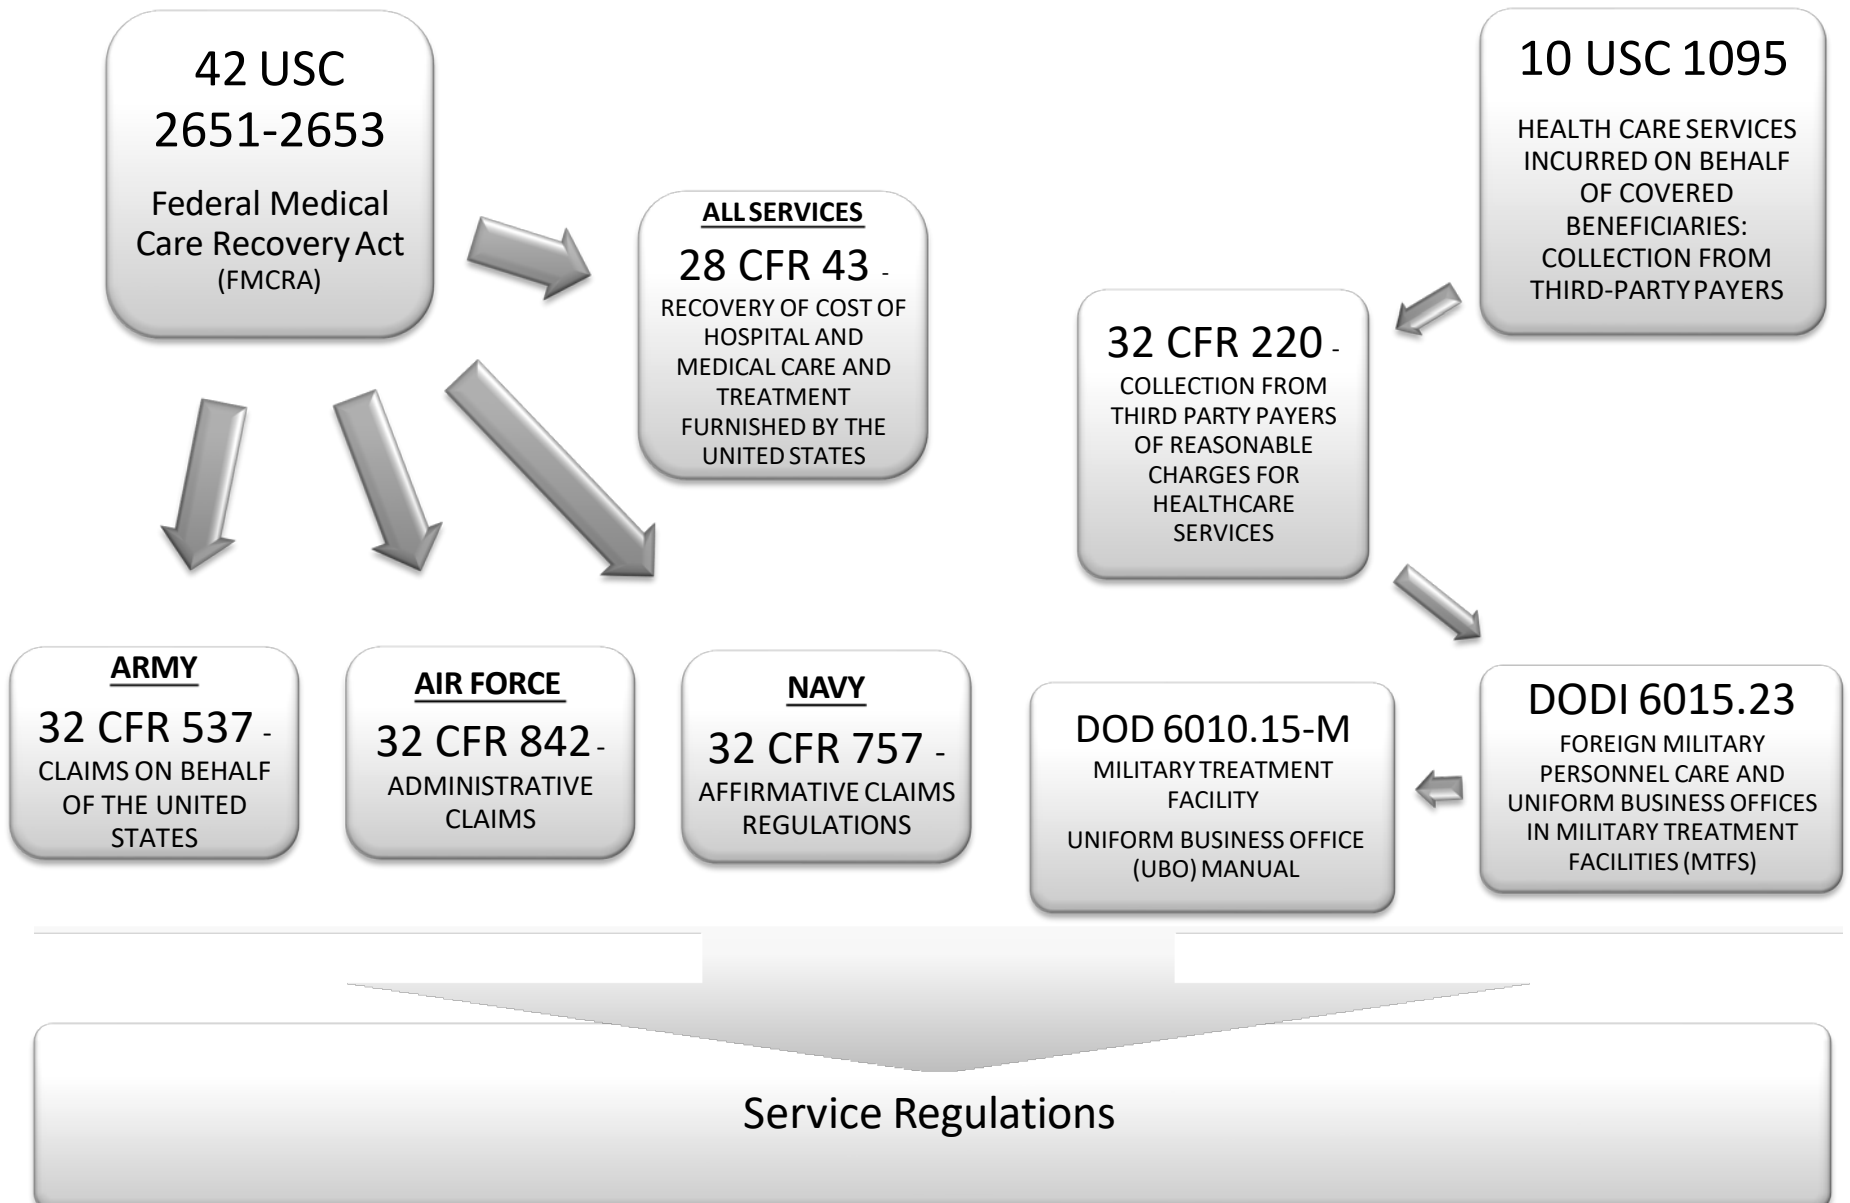 42 USC
2651-2653
Federal Medical
Care Recovery Act
(FMCRA)
ALL SERVICES
28 CFR 43 -
RECOVERY OF COST OF
HOSPITAL AND
MEDICAL CARE AND
TREATMENT
FURNISHED BY THE
UNITED STATES
10 USC 1095
HEALTH CARE SERVICES
INCURRED ON BEHALF
OF COVERED
BENEFICIARIES:
COLLECTION FROM
THIRD-PARTY PAYERS
32 CFR 220 -
COLLECTION FROM
THIRD PARTY PAYERS
OF REASONABLE
CHARGES FOR
HEALTHCARE
SERVICES
ARMY
32 CFR 537 -
CLAIMS ON BEHALF
OF THE UNITED
STATES
AIR FORCE
32 CFR 842 -
ADMINISTRATIVE
CLAIMS
NAVY
32 CFR 757 -
AFFIRMATIVE CLAIMS
REGULATIONS
DOD 6010.15-M
MILITARY TREATMENT
FACILITY
UNIFORM BUSINESS OFFICE
(UBO) MANUAL
DODI 6015.23
FOREIGN MILITARY
PERSONNEL CARE AND
UNIFORM BUSINESS OFFICES
IN MILITARY TREATMENT
FACILITIES (MTFS)
Service Regulations